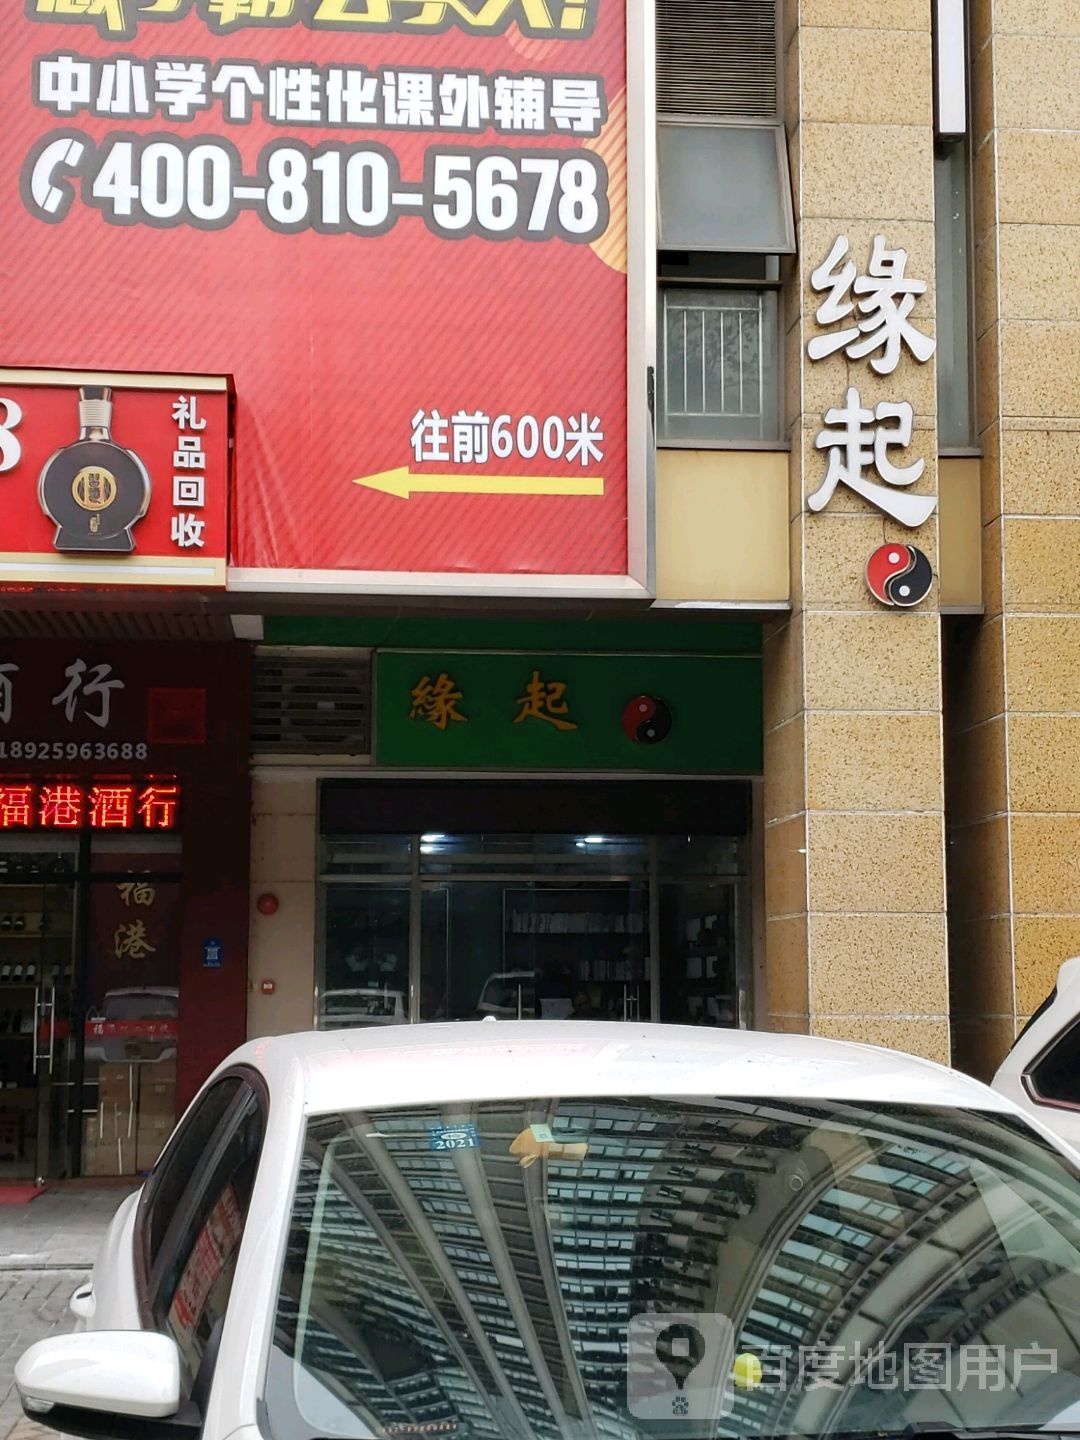 中小学个性化课外辅导
400-810-5678
往前600米
8
礼品回收
缘起
緣起
行
18925963688
福港酒行
福港
2021
百度地图用户